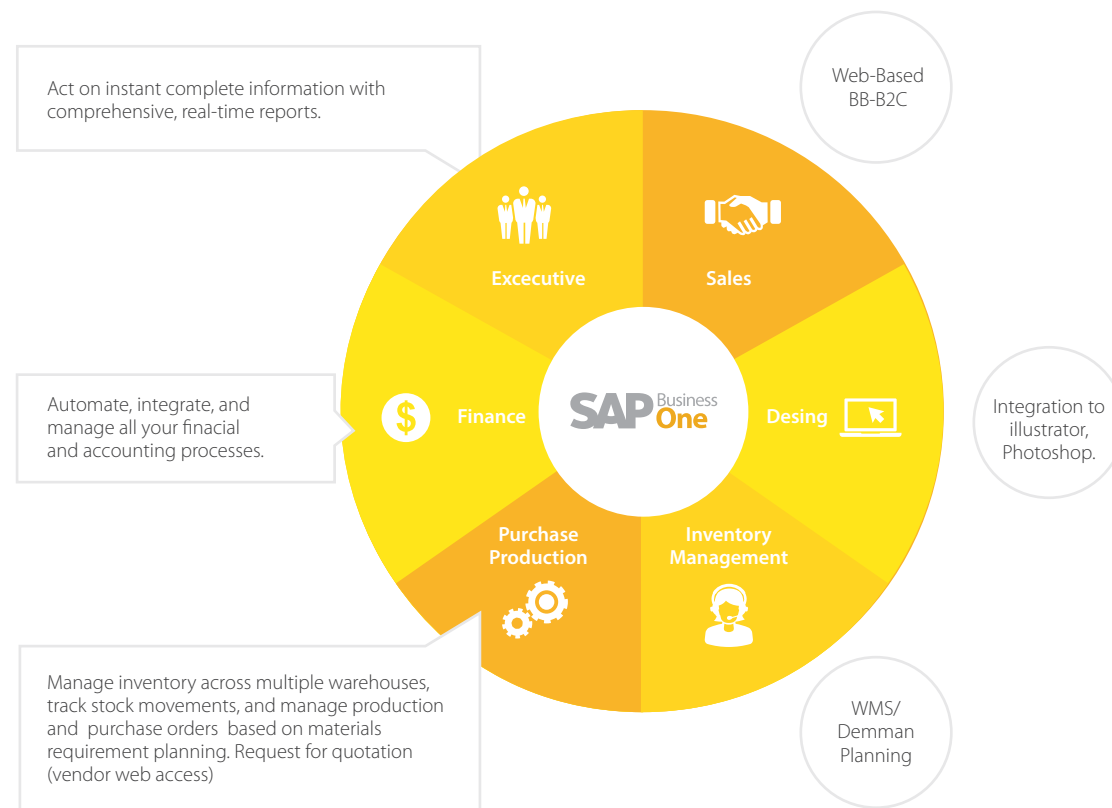 Act on instant complete information with
comprehensive, real-time reports.
Web-Based
BB-B2C
Excecutive
Sales
Automate, integrate, and
manage all your finacial
and accounting processes.
Finance
SAP Business
One
Desing
Integration to
illustrator,
Photoshop.
Purchase
Production
Inventory
Management
Manage inventory across multiple warehouses,
track stock movements, and manage production
and purchase orders based on materials
requirement planning. Request for quotation
(vendor web access)
WMS/
Demman
Planning